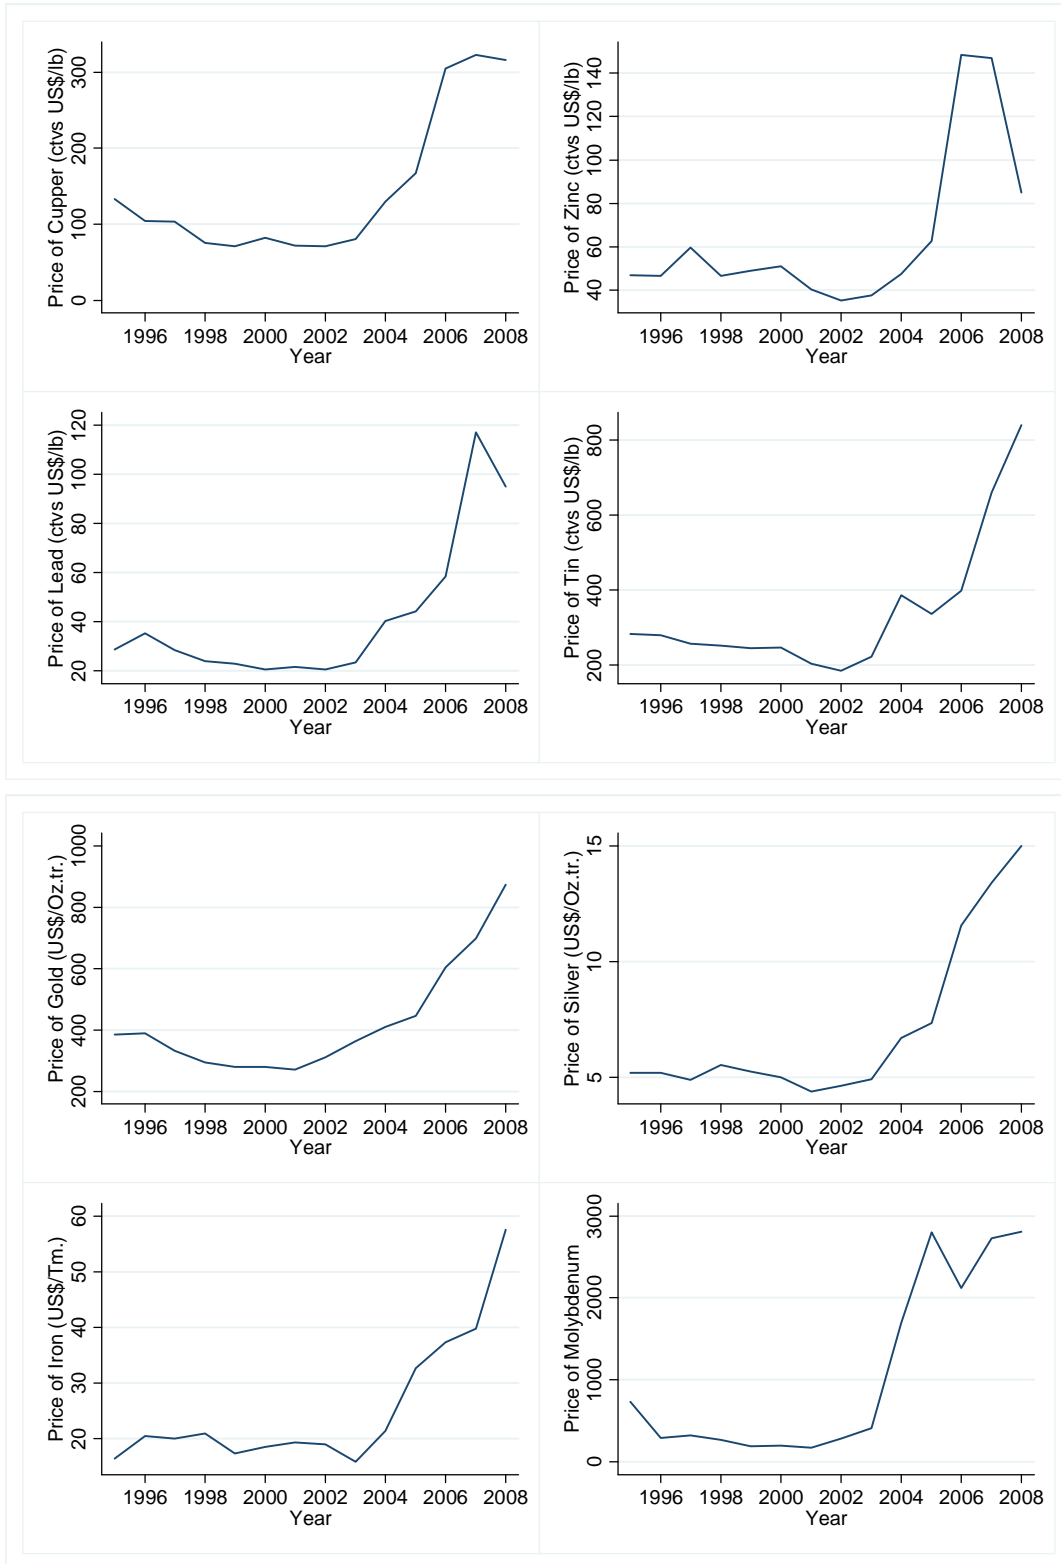 Price of Cupper (ctvs US$/lb)
300
200
100
0
1996 1998 2000 2002 2004 2006 2008
Year
Price of Zinc (ctvs US$/lb)
140
120
100
80
60
40
1996 1998 2000 2002 2004 2006 2008
Year
Price of Lead (ctvs US$/lb)
120
100
80
60
40
20
1996 1998 2000 2002 2004 2006 2008
Year
Price of Tin (ctvs US$/lb)
800
600
400
200
1996 1998 2000 2002 2004 2006 2008
Year
Price of Gold (US$/Oz.tr.)
1000
800
600
400
200
1996 1998 2000 2002 2004 2006 2008
Year
Price of Silver (US$/Oz.tr.)
15
10
5
1996 1998 2000 2002 2004 2006 2008
Year
Price of Iron (US$/Tm.)
60
50
40
30
20
1996 1998 2000 2002 2004 2006 2008
Year
Price of Molybdenum
3000
2000
1000
0
1996 1998 2000 2002 2004 2006 2008
Year